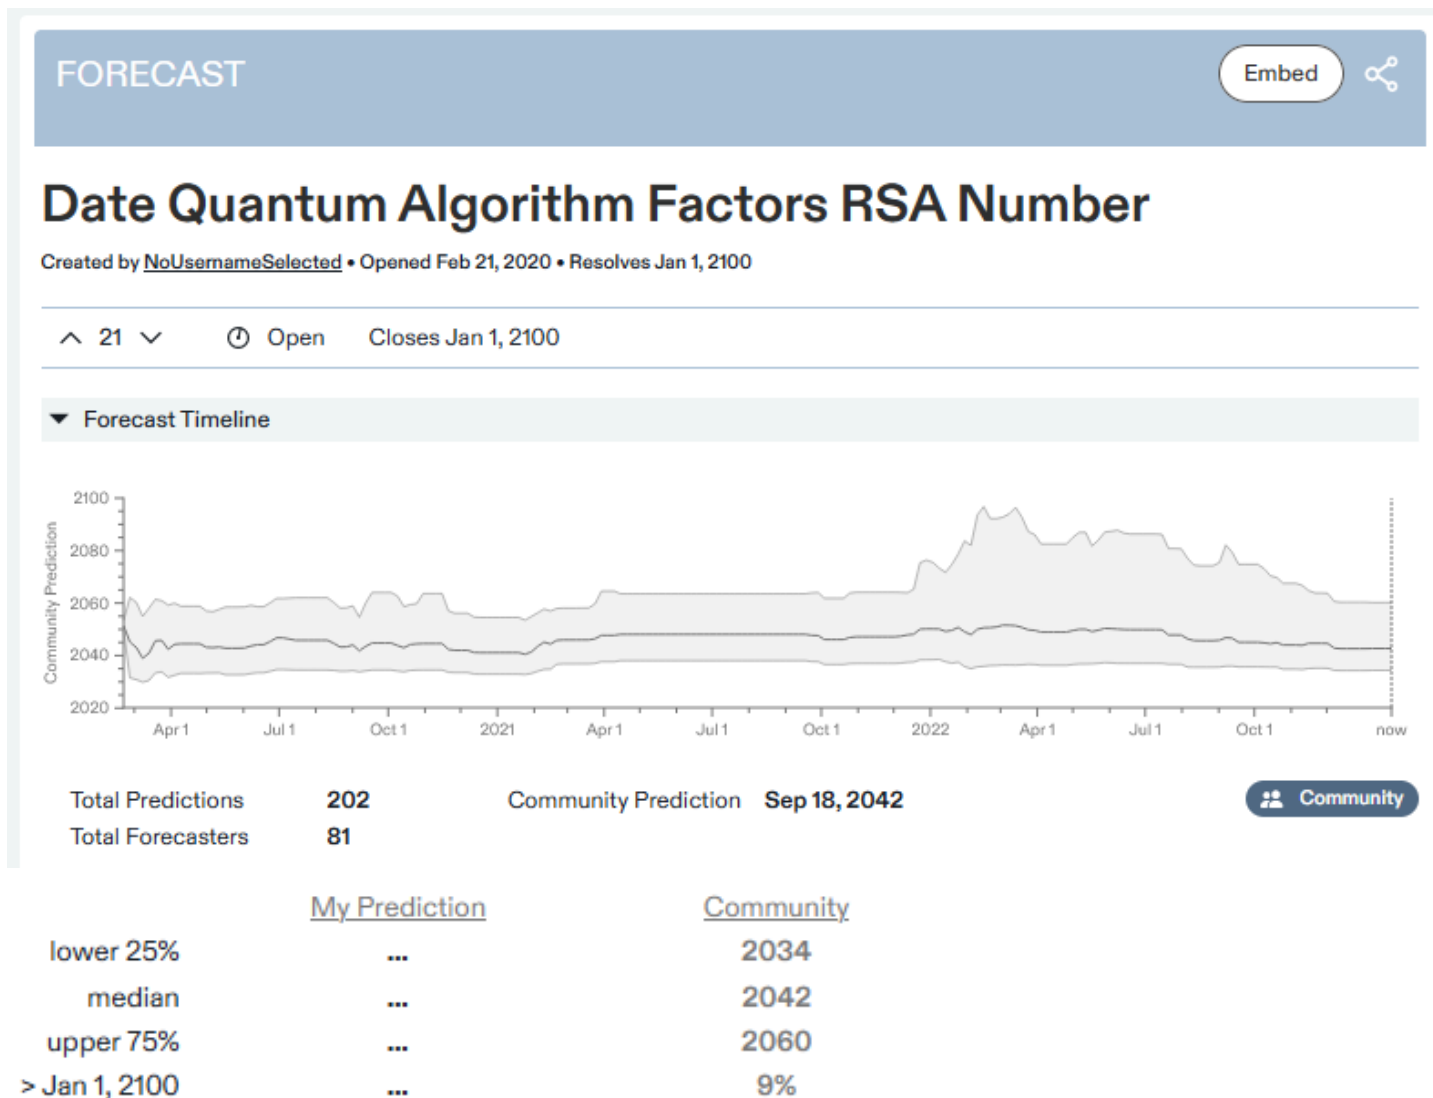 FORECAST
Embed
Date Quantum Algorithm Factors RSA Number
Created by NoUsernameSelected • Opened Feb 21, 2020 • Resolves Jan 1, 2100
21 Open Closes Jan 1, 2100
Forecast Timeline
Community Prediction
2100
2080
2060
2040
2020
Apr 1 Jul 1 Oct 1 2021 Apr 1 Jul 1 Oct 1 2022 Apr 1 Jul 1 Oct 1 now
Total Predictions 202 Community Prediction Sep 18, 2042 Community
Total Forecasters 81
My Prediction Community
lower 25% ... 2034
median ... 2042
upper 75% ... 2060
> Jan 1, 2100 ... 9%